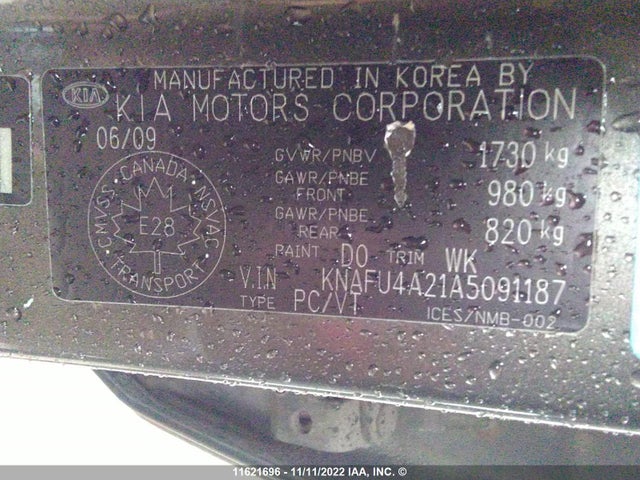 MANUFACTURED IN KOREA BY
KIA KIA MOTORS CORPORATION
06/09
GVWR/PNBV 1730 kg
GAWR/PNBE FRONT 980 kg
GAWR/PNBE REAR 820 kg
PAINT DO TRIM WK
V.IN KNAFU4A21A5091187
TYPE PC/VT
ICES/NMB-002
CANADA
CMVSS NSVAC
E28
TRANSPORT
11621696 - 11/11/2022 IAA, INC. ©